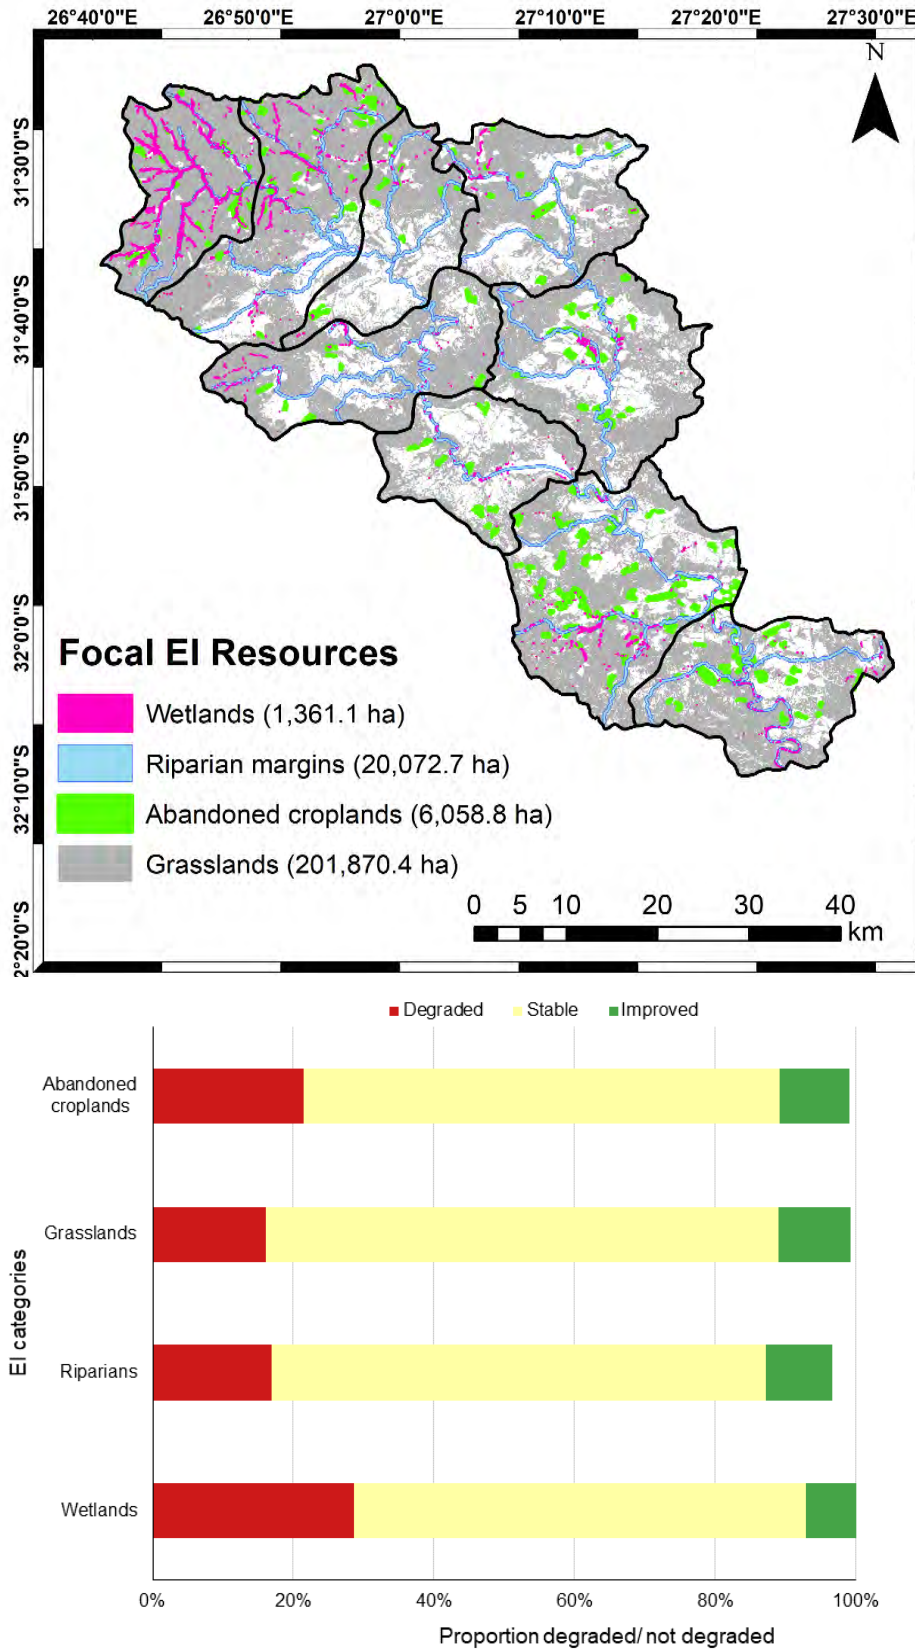 26°40'0"E 26°50'0"E 27°0'0"E 27°10'0"E 27°20'0"E 27°30'0"E
N
31°30'0"S
31°40'0"S
31°50'0"S
32°0'0"S
32°10'0"S
2°20'0"S
Focal EI Resources
Wetlands (1,361.1 ha)
Riparian margins (20,072.7 ha)
Abandoned croplands (6,058.8 ha)
Grasslands (201,870.4 ha)
0 5 10 20 30 40
km
Degraded Stable Improved
Abandoned
croplands
Grasslands
Riparians
Wetlands
EI categories
0% 20% 40% 60% 80% 100%
Proportion degraded/ not degraded